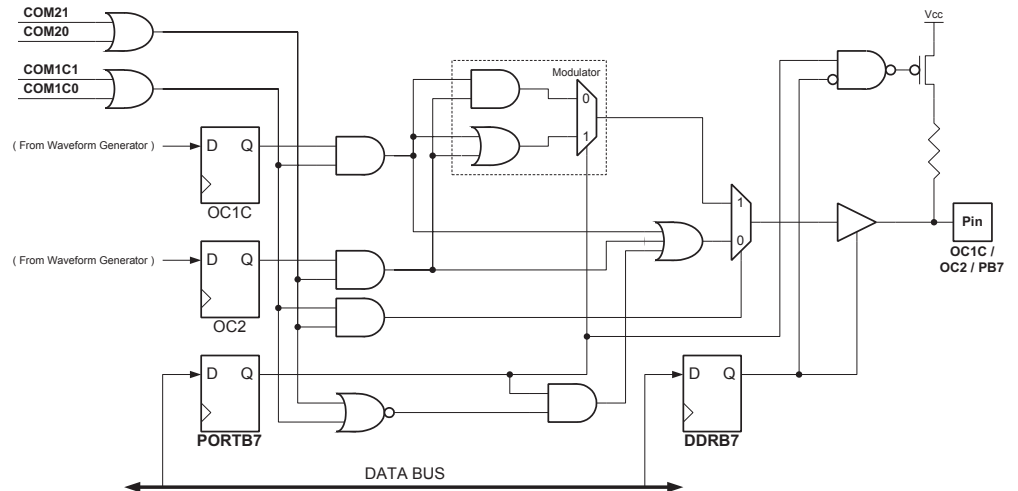 COM21
COM20
COM1C1
COM1C0
Vcc
Modulator
0
1
( From Waveform Generator )
D Q
OC1C
1
0
Pin
OC1C /
OC2 / PB7
( From Waveform Generator )
D Q
OC2
D Q
PORTB7
D Q
DDRB7
DATA BUS